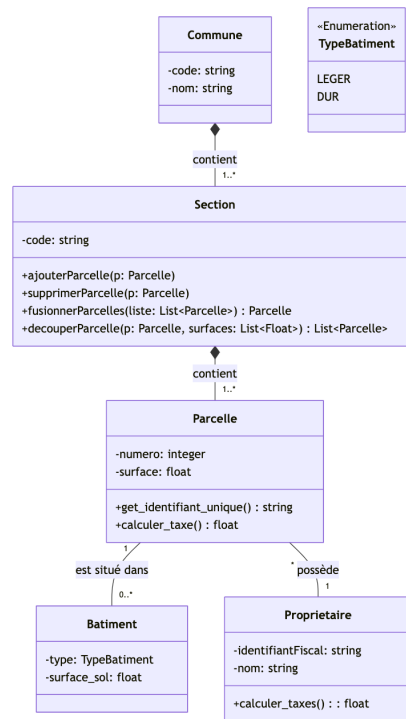 Commune
-code: string
-nom: string
«Enumeration»
TypeBatiment
LEGER
DUR
contient
1..*
Section
-code: string
+ajouterParcelle(p: Parcelle)
+supprimerParcelle(p: Parcelle)
+fusionnerParcelles(liste: List<Parcelle>) : Parcelle
+decouperParcelle(p: Parcelle, surfaces: List<Float>) : List<Parcelle>
contient
1..*
Parcelle
-numero: integer
-surface: float
+get_identifiant_unique() : string
+calculer_taxe() : float
1
est situé dans
0..*
* possède
1
Batiment
-type: TypeBatiment
-surface_sol: float
Proprietaire
-identifiantFiscal: string
-nom: string
+calculer_taxes() : : float